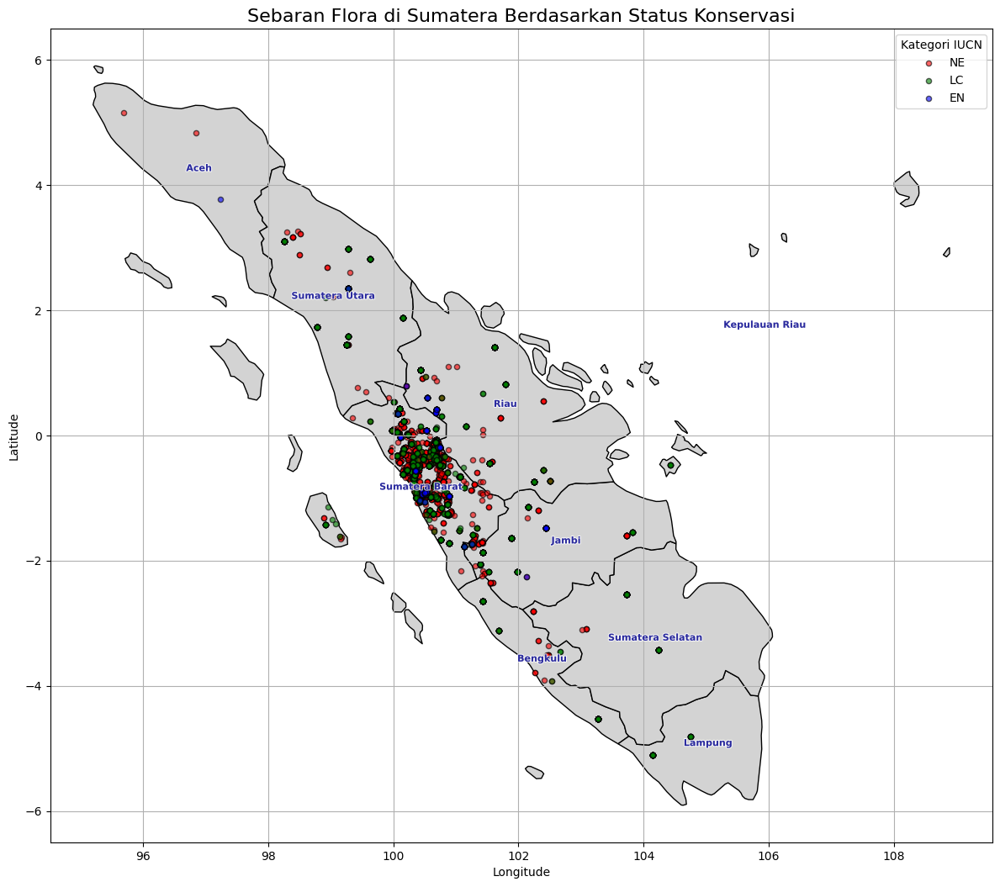 Sebaran Flora di Sumatera Berdasarkan Status Konservasi
Kategori IUCN
NE
LC
EN
6
4
2
0
−2
−4
−6
Latitude
Aceh
Sumatera Utara
Kepulauan Riau
Riau
Sumatera Barat
Jambi
Sumatera Selatan
Bengkulu
Lampung
96
98
100
102
104
106
108
Longitude